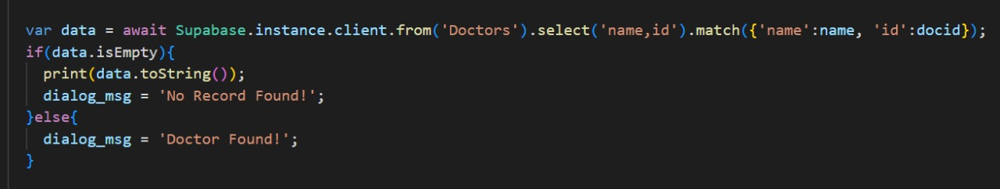 var data = await Supabase.instance.client.from('Doctors').select('name,id').match({'name':name, 'id':docid});
if(data.isEmpty){
  print(data.toString());
  dialog_msg = 'No Record Found!';
}else{
  dialog_msg = 'Doctor Found!';
}